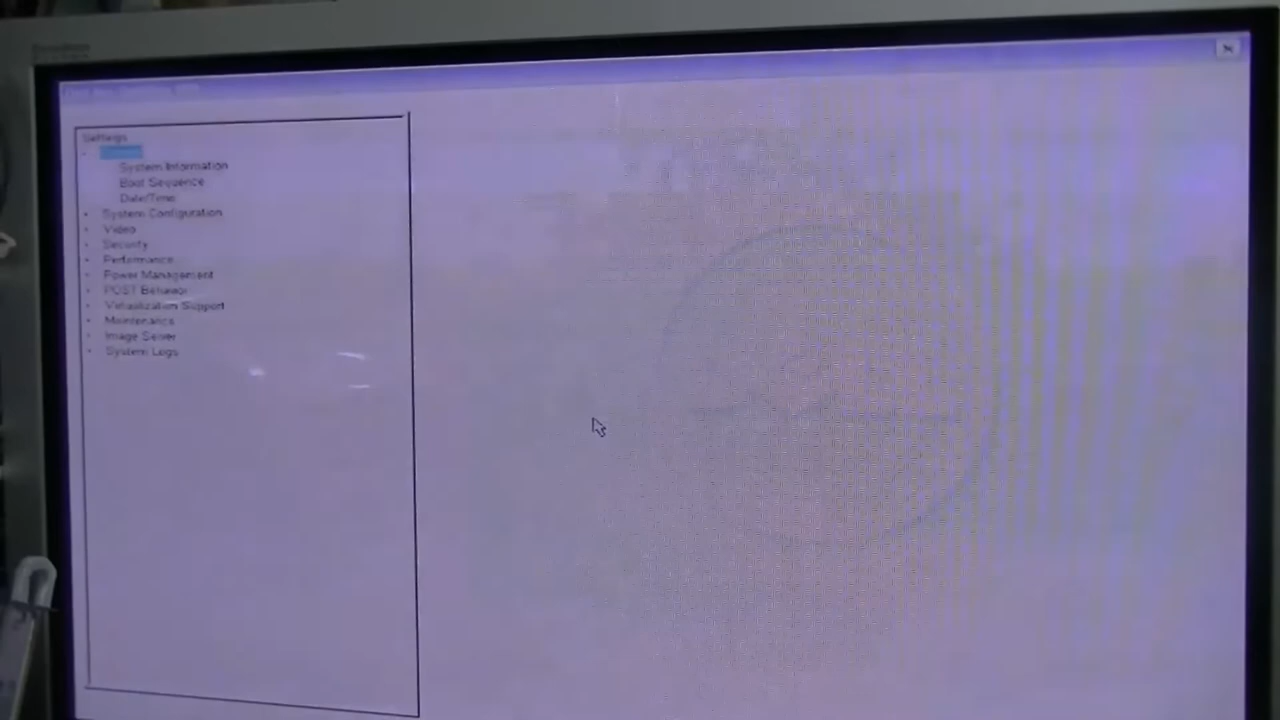 Settings
System Information
Boot Sequence
Date/Time
System Configuration
Video
Security
Performance
Power Management
POST Behavior
Virtualization Support
Maintenance
Image Server
System Logs